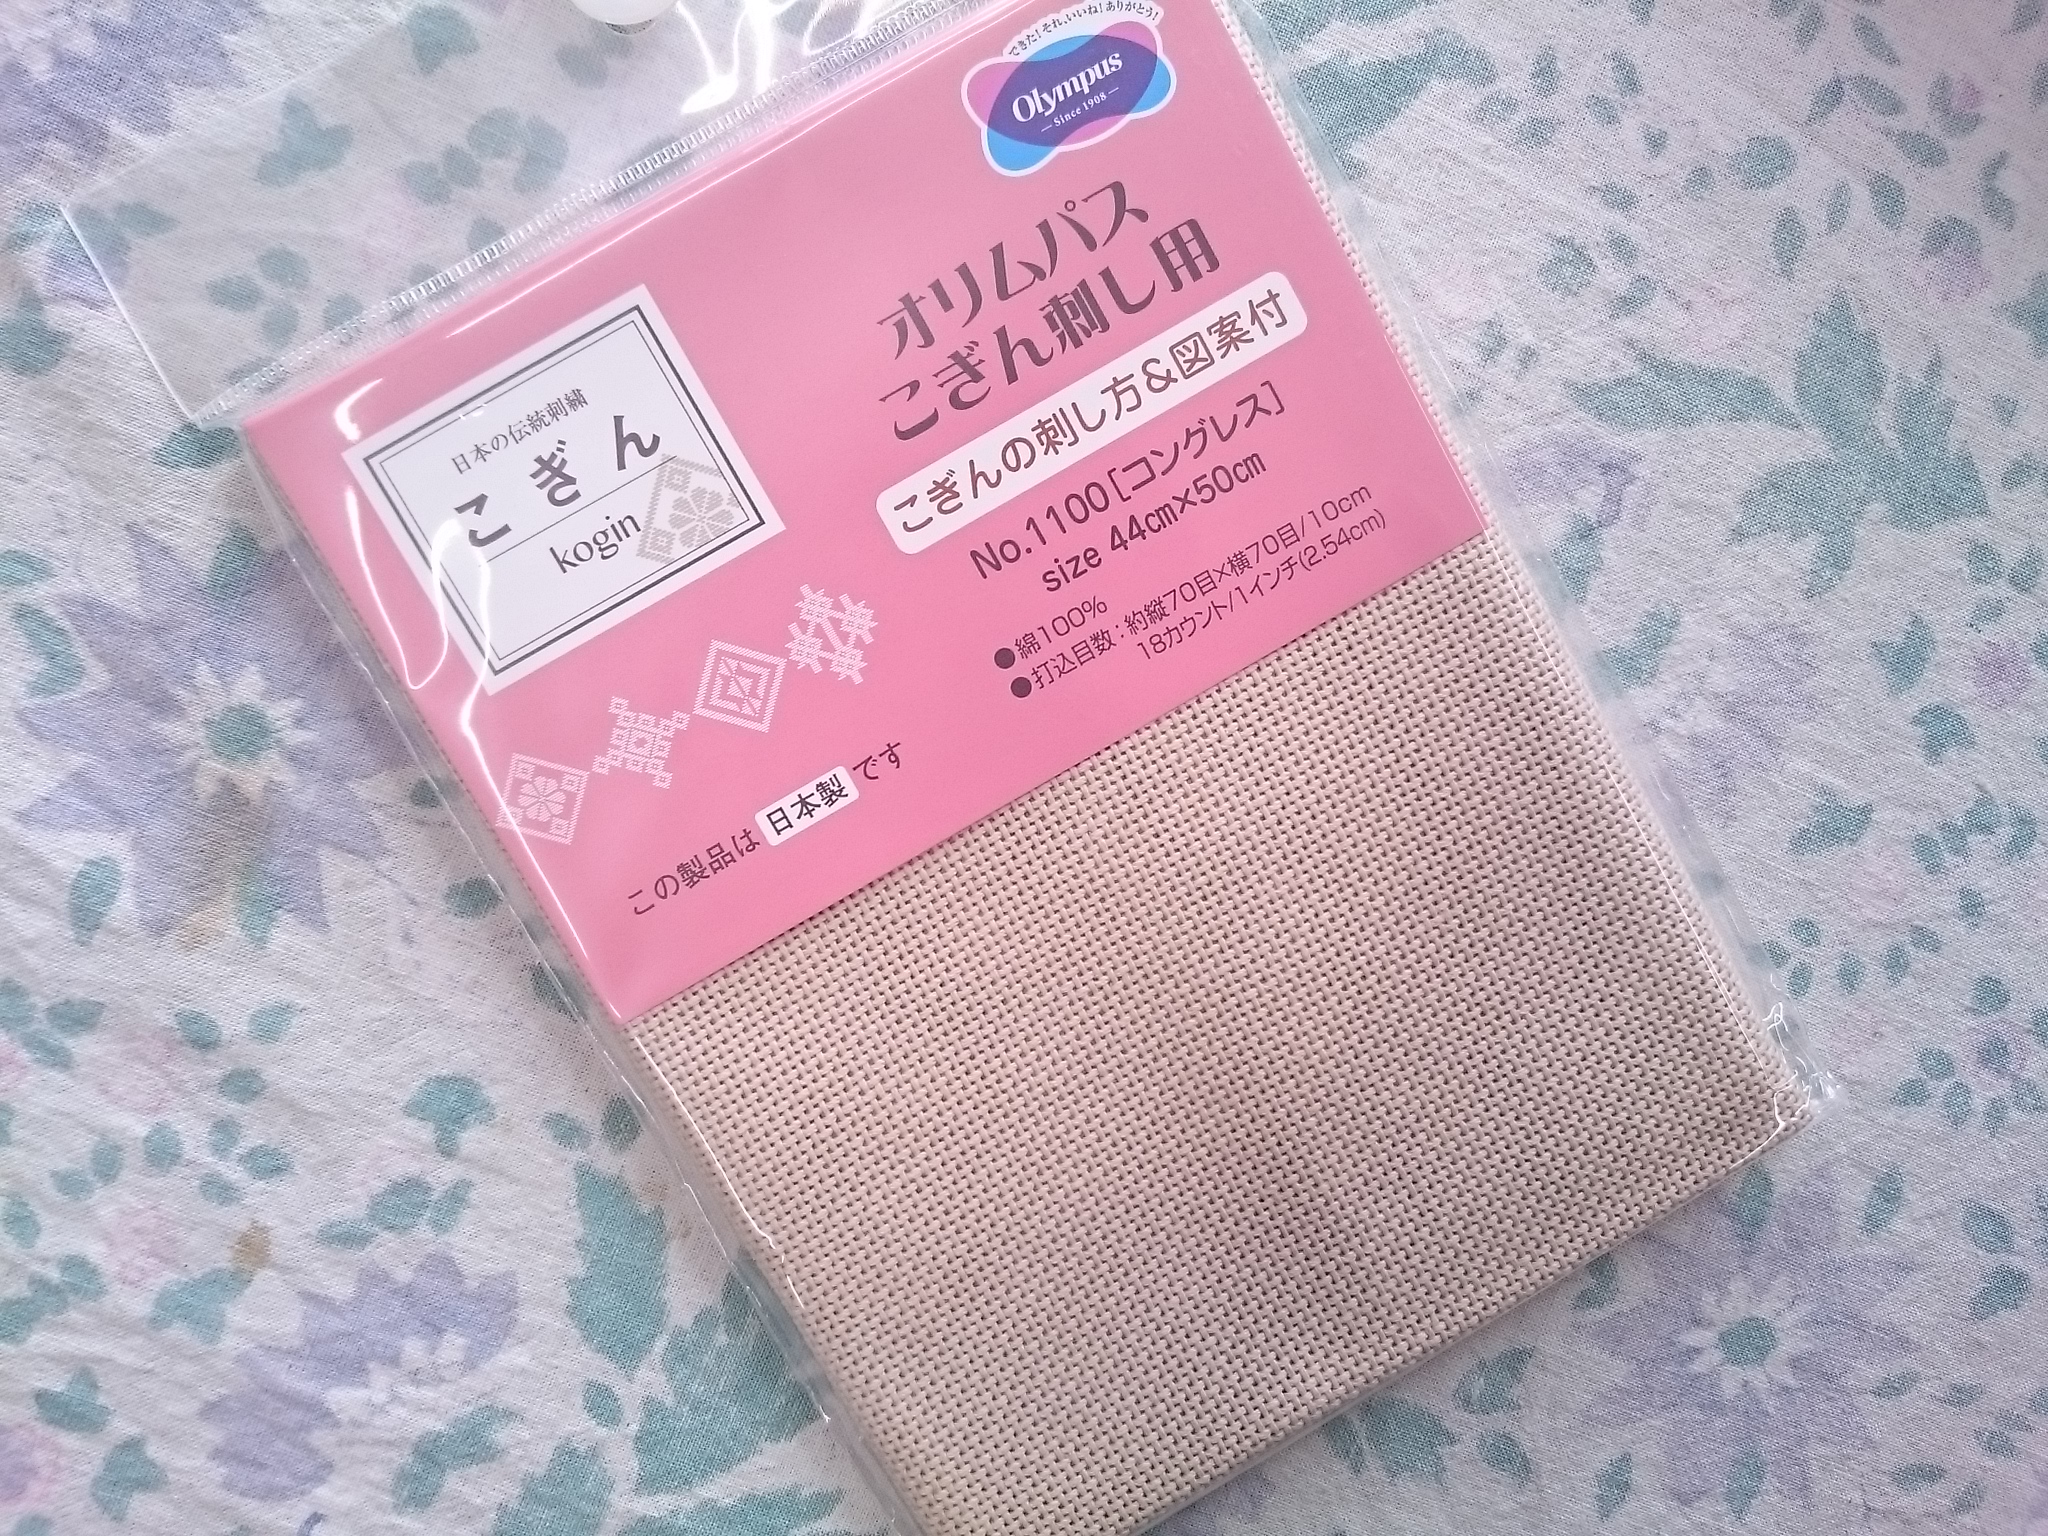 できた!それ、いいね!ありがとう!
Olympus
— Since 1908 —
オリムパス
こぎん刺し用
こぎんの刺し方&図案付
No.1100[コングレス]
size 44cm×50cm
●綿100%
●打込目数:約縦70目×横70目/10cm
18カウント/1インチ(2.54cm)
日本の伝統刺繍
こぎん
kogin
この製品は日本製です